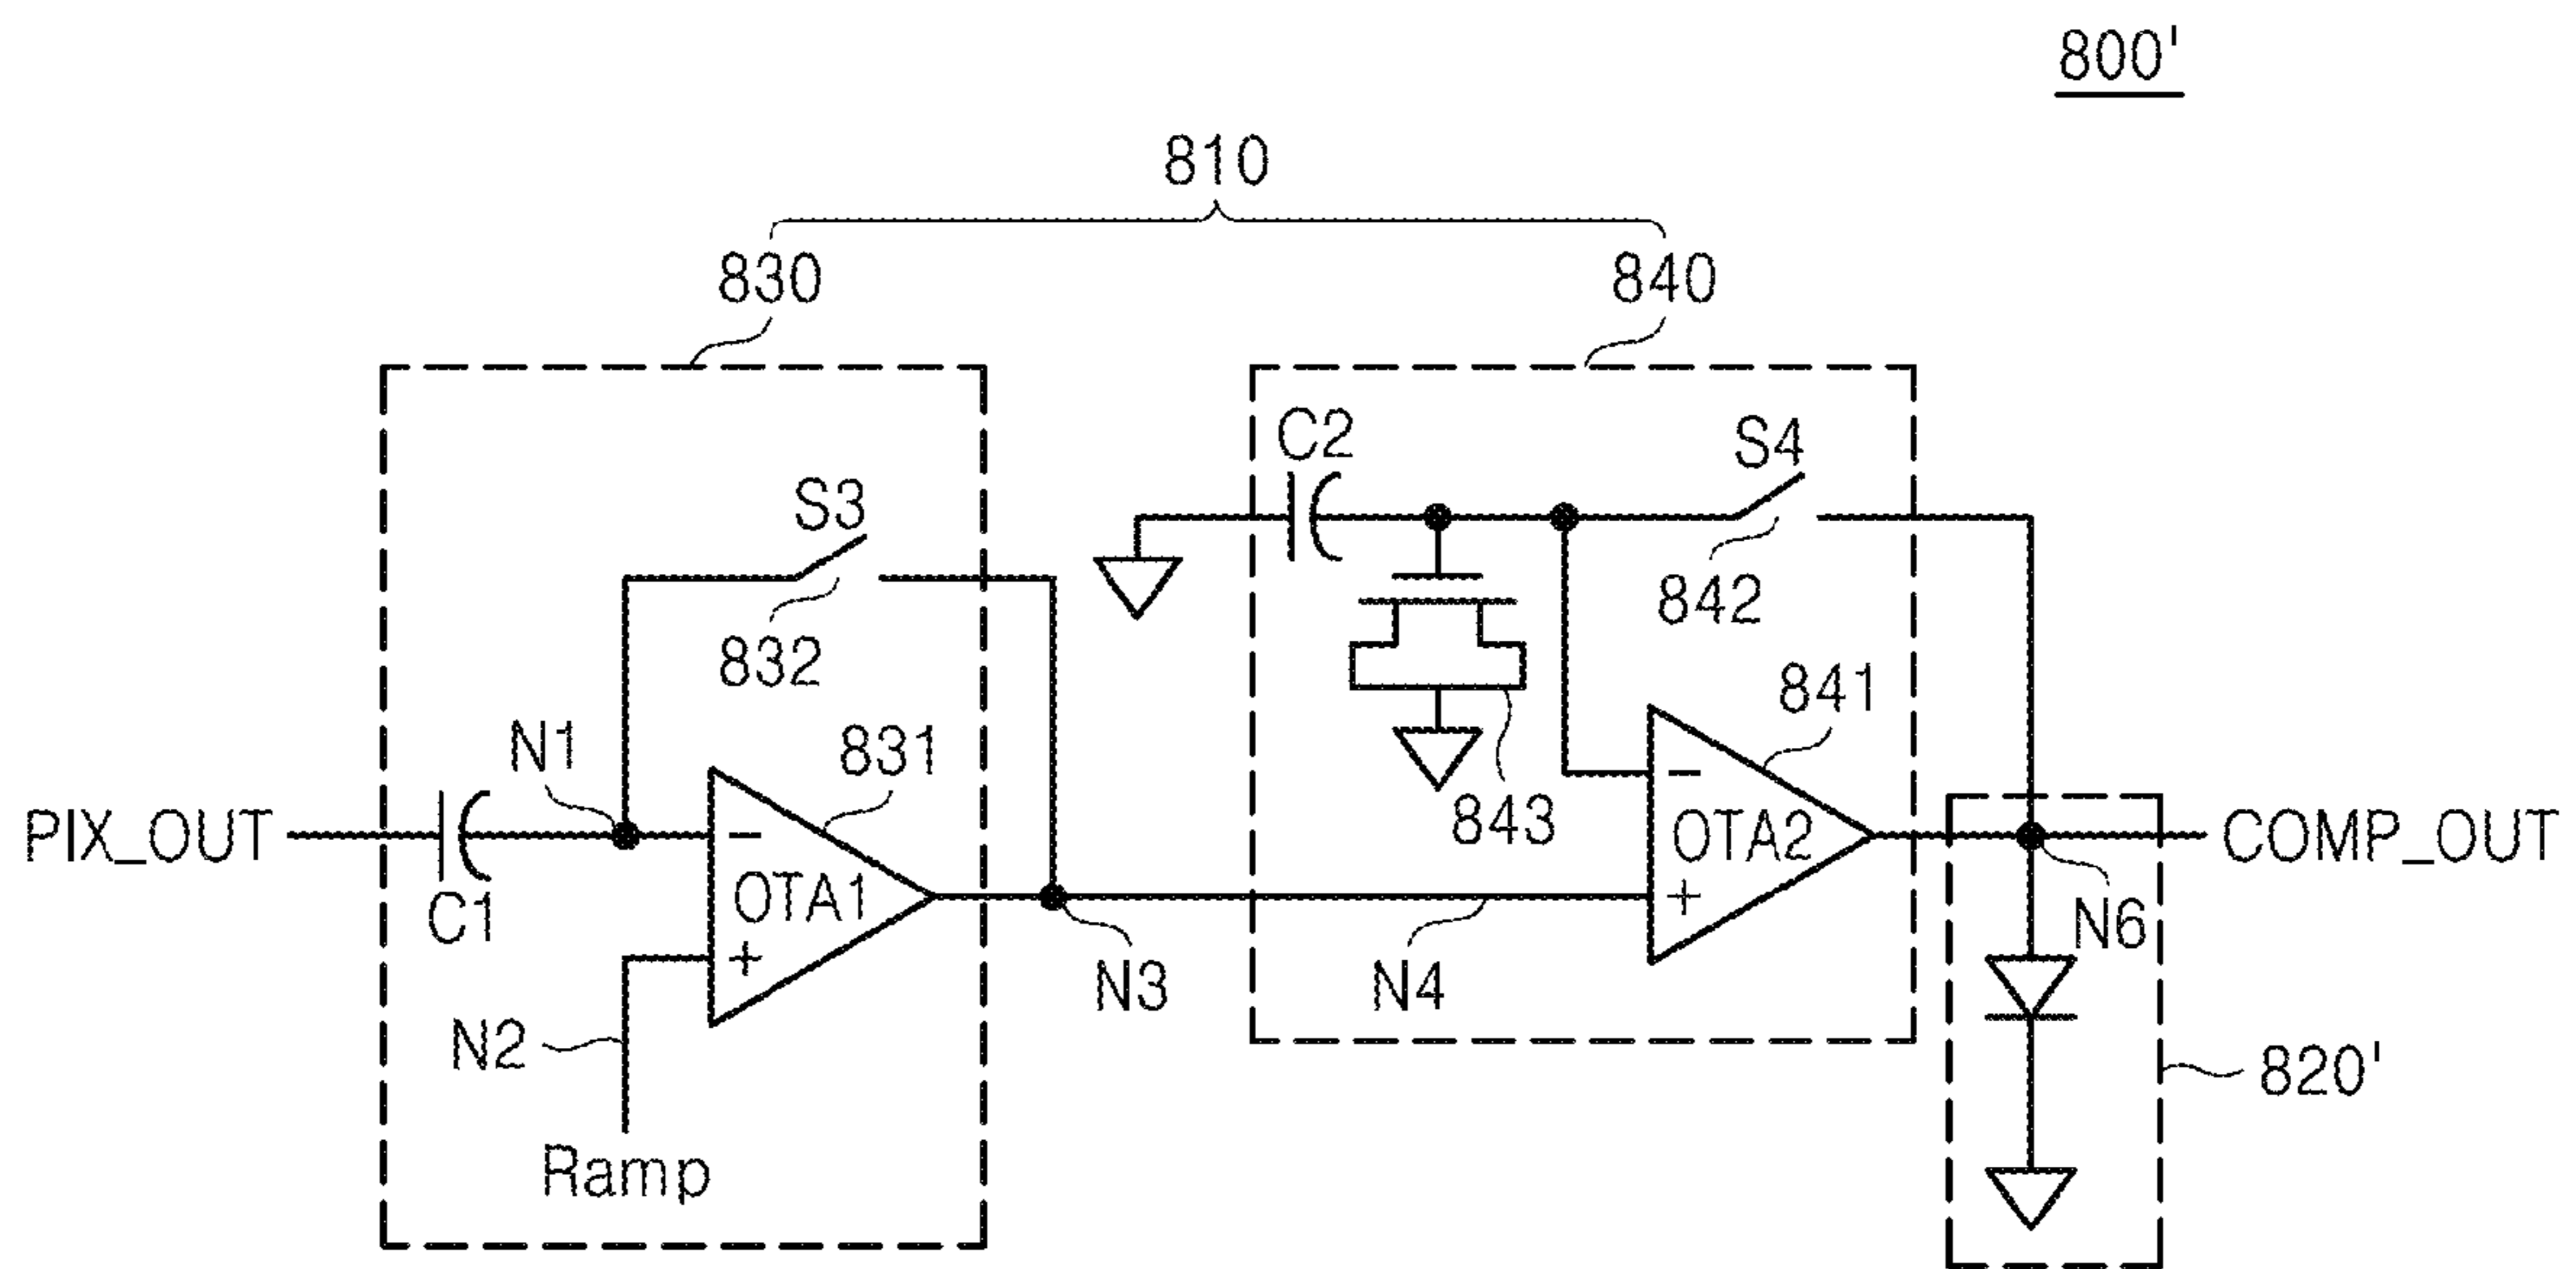 800'
810
830
840
C2
S4
S3
842
832
841
N1
831
843
PIX_OUT
−
OTA1
+
C1
−
OTA2
+
COMP_OUT
N6
N2
N3
N4
820'
Ramp